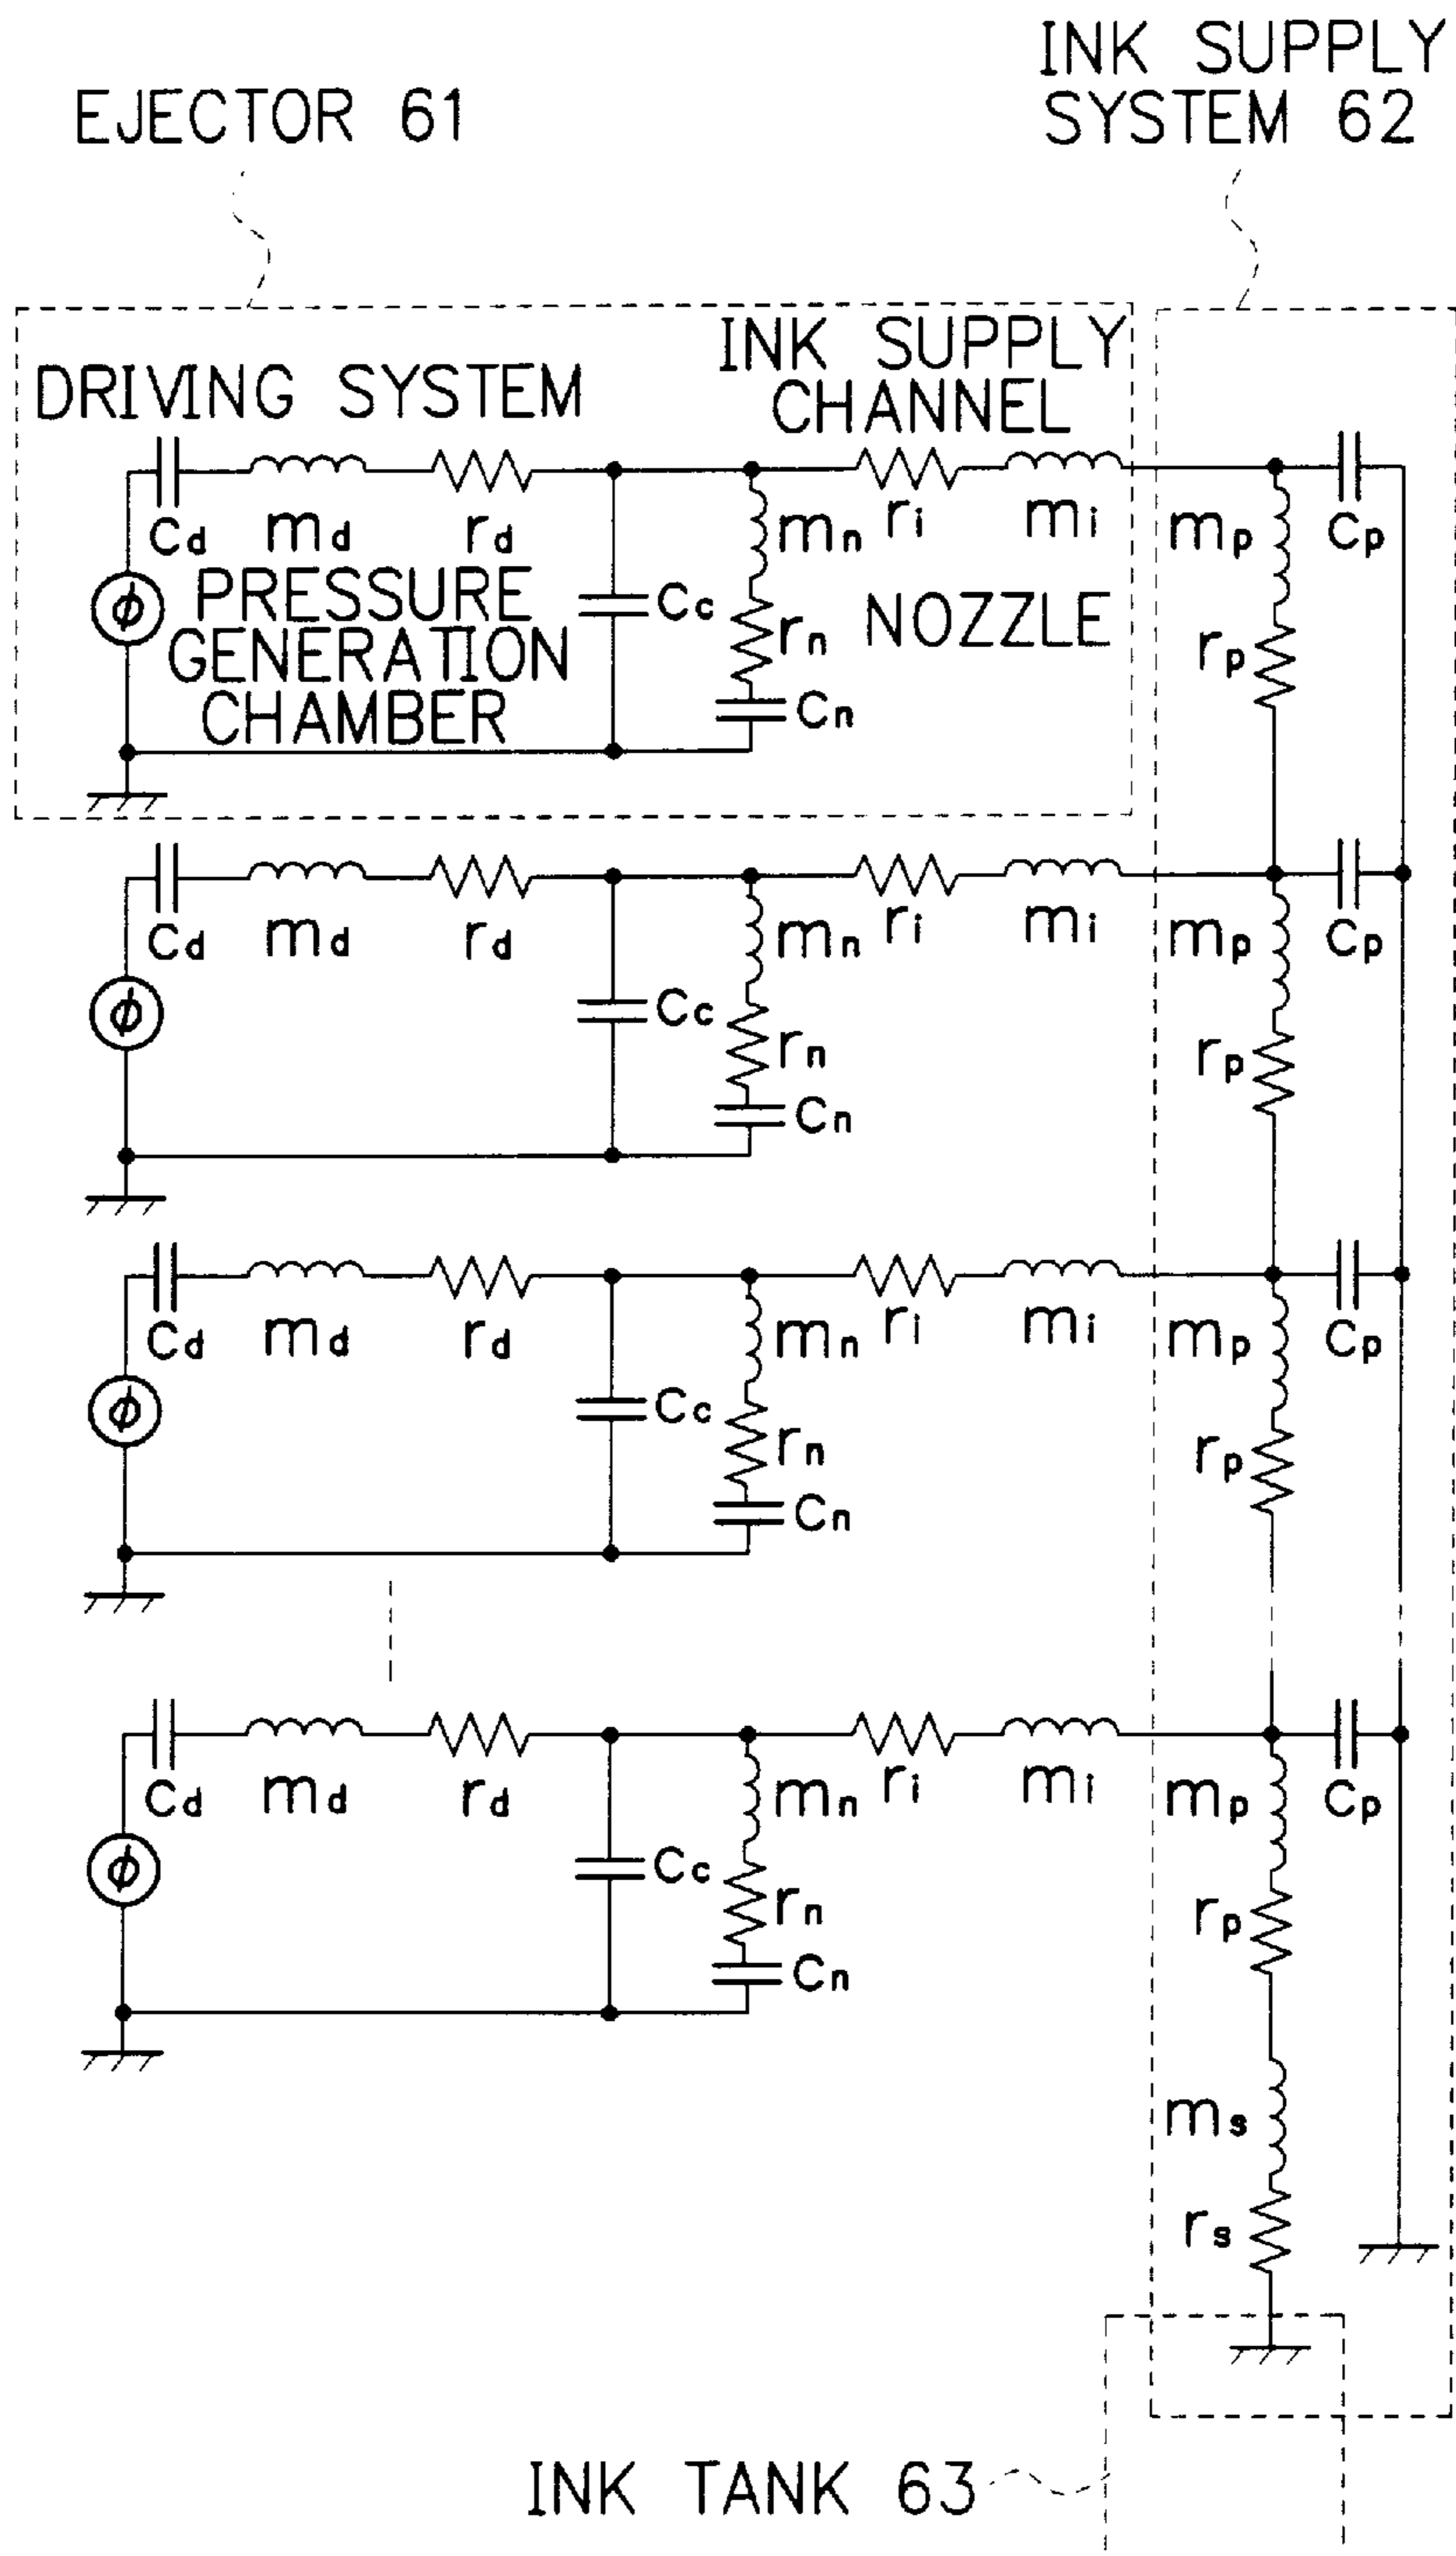 INK SUPPLY
SYSTEM 62
EJECTOR 61
INK SUPPLY
CHANNEL
DRIVING SYSTEM
Cd md rd mn ri mi mp Cp
PRESSURE
GENERATION
CHAMBER
ϕ Cc rn NOZZLE rp
Cn
Cd md rd mn ri mi mp Cp
ϕ Cc rn rp
Cn
Cd md rd mn ri mi mp Cp
ϕ Cc rn rp
Cn
Cd md rd mn ri mi mp Cp
ϕ Cc rn rp
Cn
ms
rs
INK TANK 63